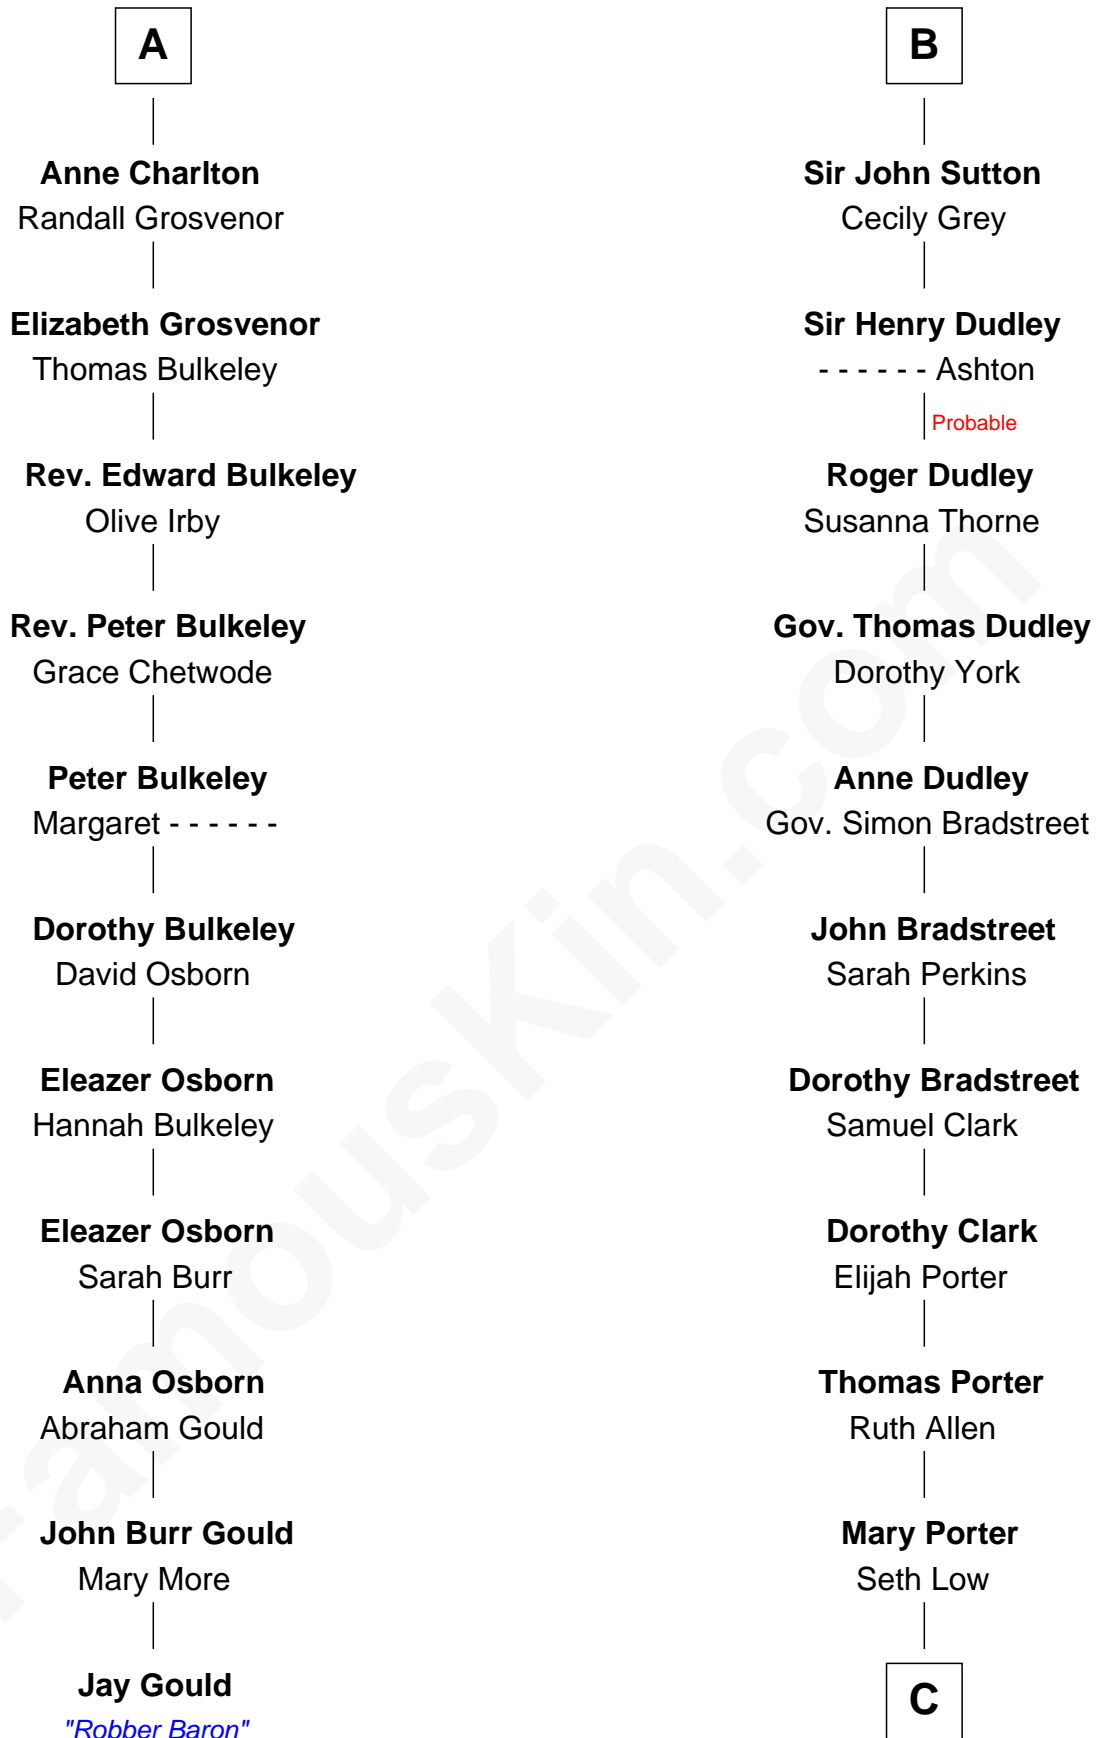 A
Anne Charlton
Randall Grosvenor
Elizabeth Grosvenor
Thomas Bulkeley
Rev. Edward Bulkeley
Olive Irby
Rev. Peter Bulkeley
Grace Chetwode
Peter Bulkeley
Margaret - - - - - -
Dorothy Bulkeley
David Osborn
Eleazer Osborn
Hannah Bulkeley
Eleazer Osborn
Sarah Burr
Anna Osborn
Abraham Gould
John Burr Gould
Mary More
Jay Gould
"Robber Baron"
B
Sir John Sutton
Cecily Grey
Sir Henry Dudley
- - - - - - Ashton
Probable
Roger Dudley
Susanna Thorne
Gov. Thomas Dudley
Dorothy York
Anne Dudley
Gov. Simon Bradstreet
John Bradstreet
Sarah Perkins
Dorothy Bradstreet
Samuel Clark
Dorothy Clark
Elijah Porter
Thomas Porter
Ruth Allen
Mary Porter
Seth Low
C
FamousKin.com